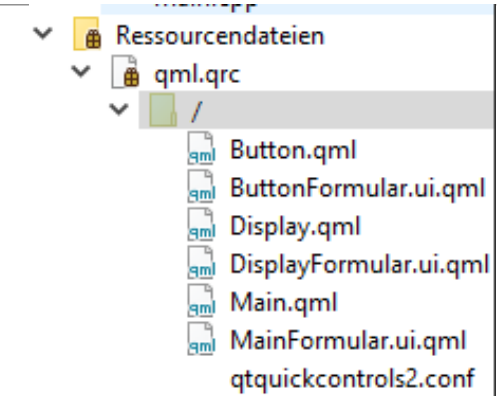 Ressourcendateien
qml.qrc
/
Button.qml
ButtonFormular.ui.qml
Display.qml
DisplayFormular.ui.qml
Main.qml
MainFormular.ui.qml
qtquickcontrols2.conf